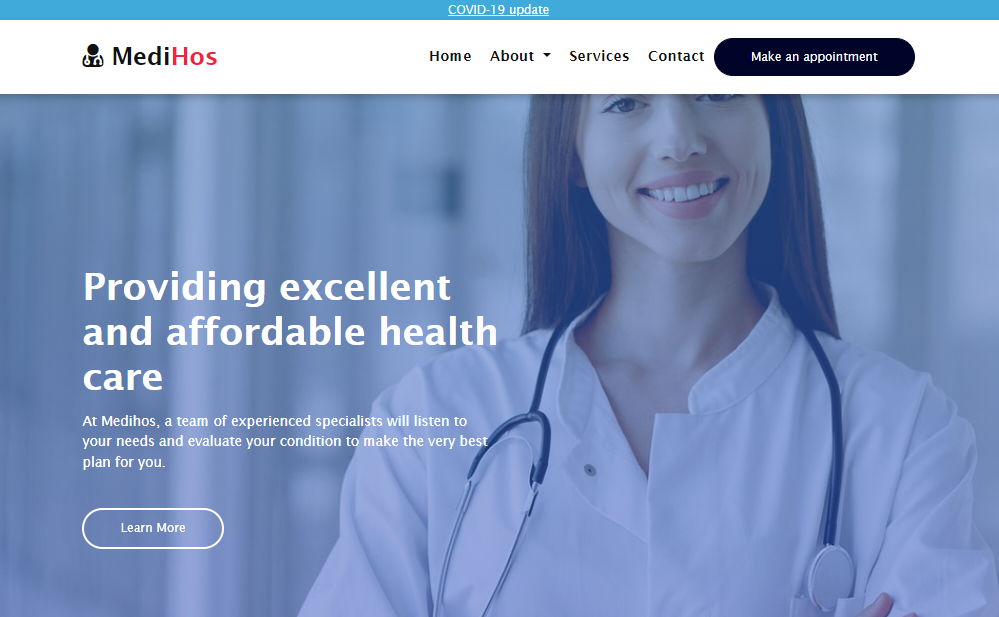 COVID-19 update
MediHos
Home About Services Contact Make an appointment
Providing excellent
and affordable health
care
At Medihos, a team of experienced specialists will listen to
your needs and evaluate your condition to make the very best
plan for you.
Learn More